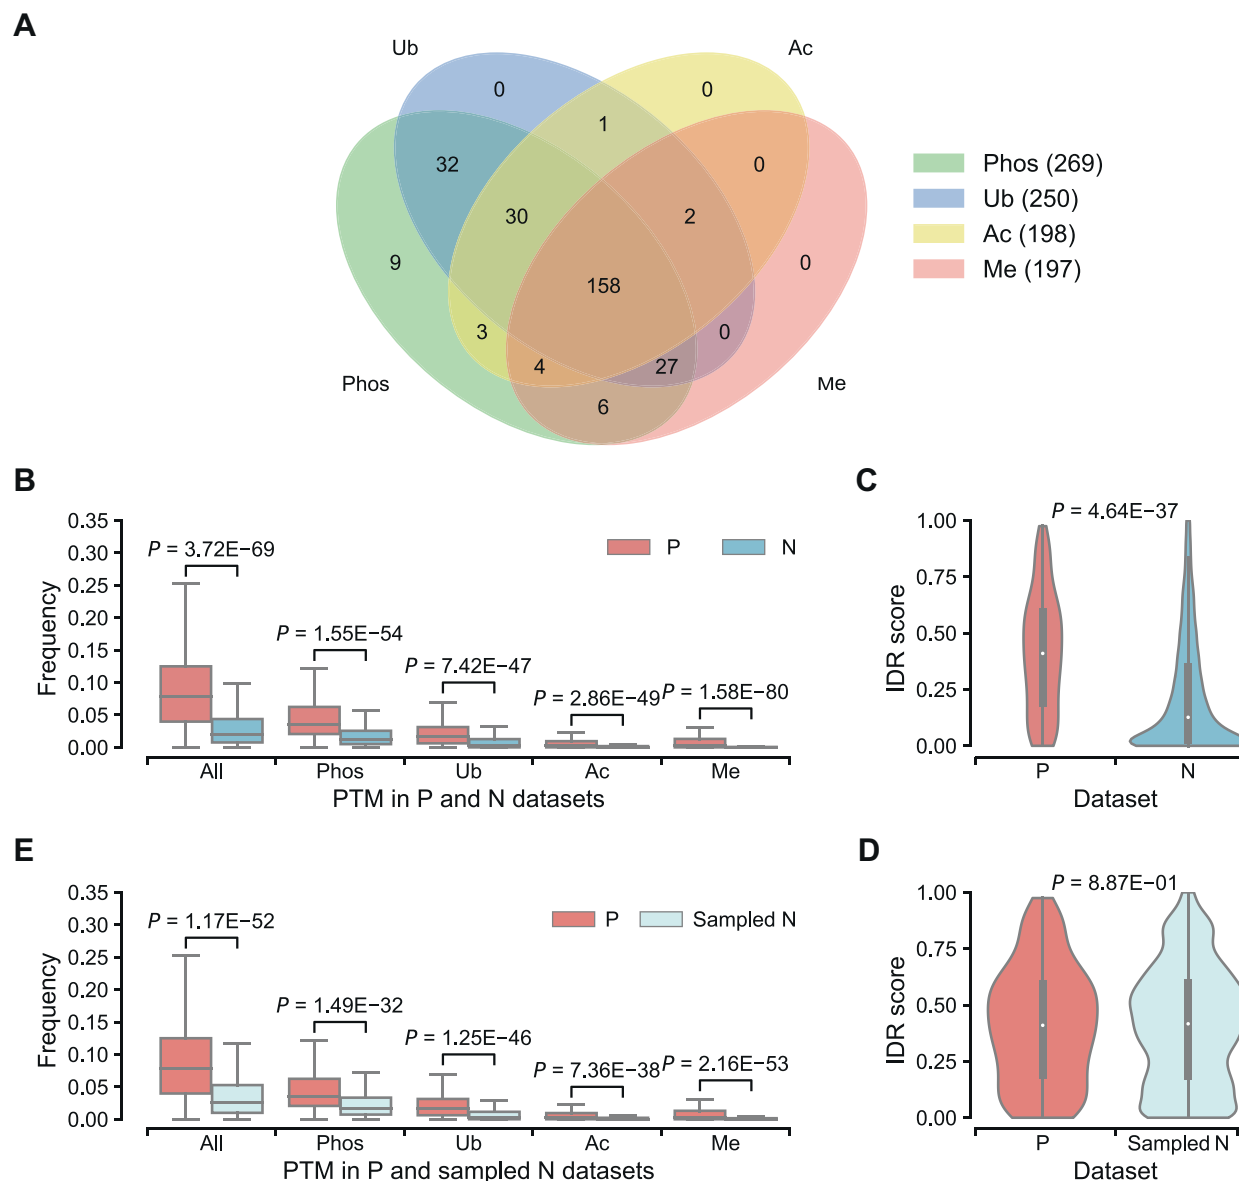 A
Ub
Ac
0
0
1
32
0
30
2
9
0
158
3
0
4
27
6
Phos
Me
Phos (269)
Ub (250)
Ac (198)
Me (197)
B
Frequency
0.35
0.30
0.25
0.20
0.15
0.10
0.05
0.00
P = 3.72E−69
P = 1.55E−54
P = 7.42E−47
P = 2.86E−49
P = 1.58E−80
P
N
All
Phos
Ub
Ac
Me
PTM in P and N datasets
C
IDR score
1.00
0.75
0.50
0.25
0.00
P = 4.64E−37
P
N
Dataset
E
Frequency
0.35
0.30
0.25
0.20
0.15
0.10
0.05
0.00
P = 1.17E−52
P = 1.49E−32
P = 1.25E−46
P = 7.36E−38
P = 2.16E−53
P
Sampled N
All
Phos
Ub
Ac
Me
PTM in P and sampled N datasets
D
IDR score
1.00
0.75
0.50
0.25
0.00
P = 8.87E−01
P
Sampled N
Dataset